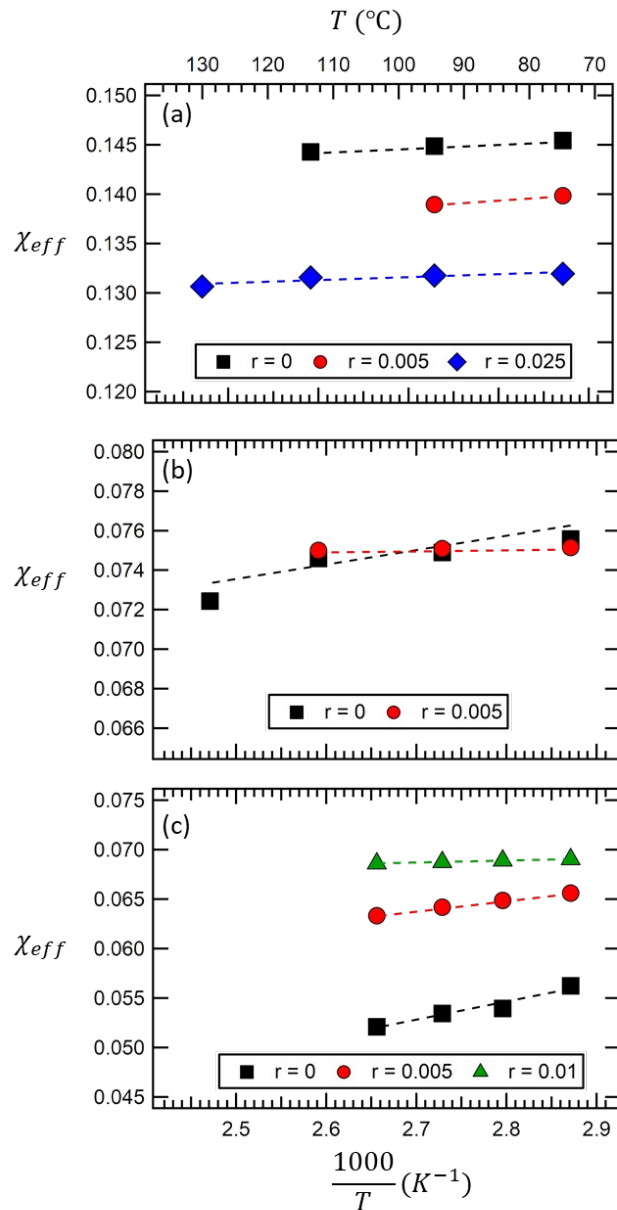 T (°C)
130 120 110 100 90 80 70
(a)
0.150
0.145
0.140
0.135
0.130
0.125
0.120
χeff
r = 0 r = 0.005 r = 0.025
(b)
0.080
0.078
0.076
0.074
0.072
0.070
0.068
0.066
χeff
r = 0 r = 0.005
(c)
0.075
0.070
0.065
0.060
0.055
0.050
0.045
χeff
r = 0 r = 0.005 r = 0.01
2.5 2.6 2.7 2.8 2.9
1000
T
(K⁻¹)